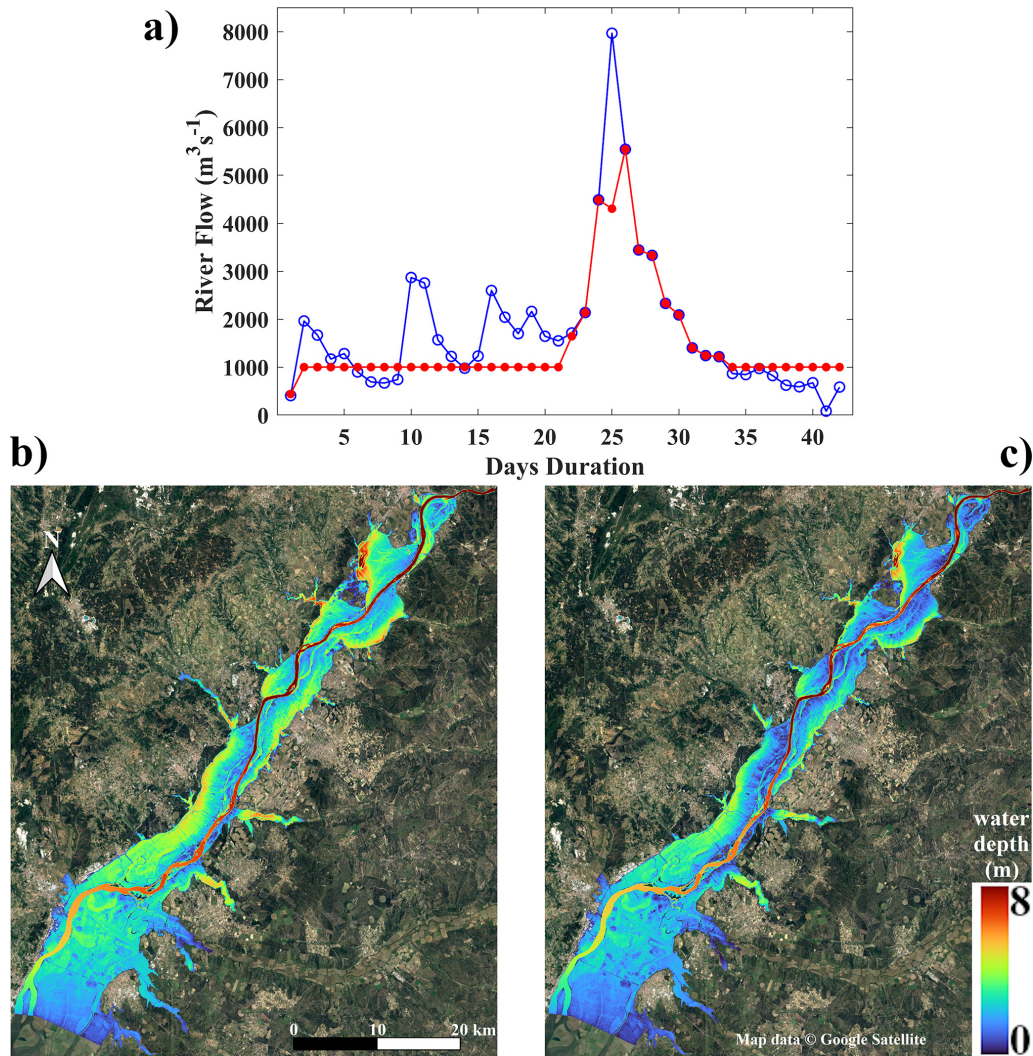 a)
8000
7000
6000
5000
4000
3000
2000
1000
0
River Flow (m³s⁻¹)
5 10 15 20 25 30 35 40
Days Duration
b)
c)
N
water
depth
(m)
8
0
0 10 20 km
Map data © Google Satëllite